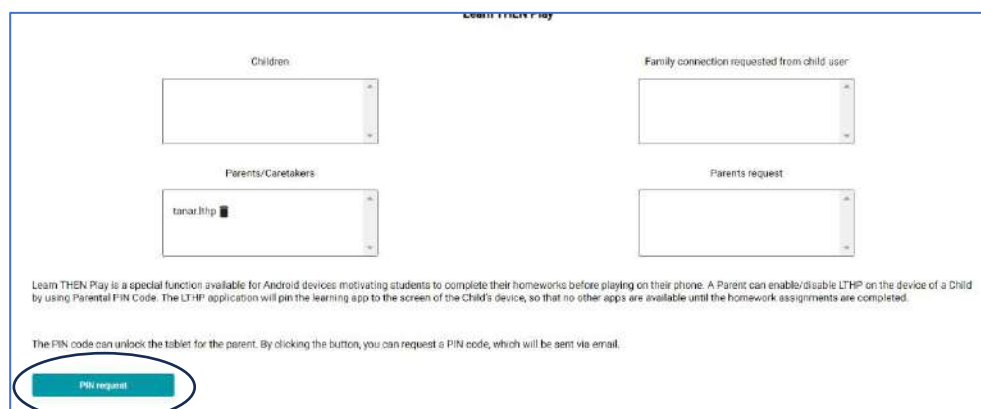 Learn THEN Play
Children
Family connection requested from child user
Parents/Caretakers
Parents request
tanar.lthp
Learn THEN Play is a special function available for Android devices motivating students to complete their homeworks before playing on their phone. A Parent can enable/disable LTHP on the device of a Child
by using Parental PIN Code. The LTHP application will pin the learning app to the screen of the Child's device, so that no other apps are available until the homework assignments are completed.
The PIN code can unlock the tablet for the parent. By clicking the button, you can request a PIN code, which will be sent via email.
PIN request